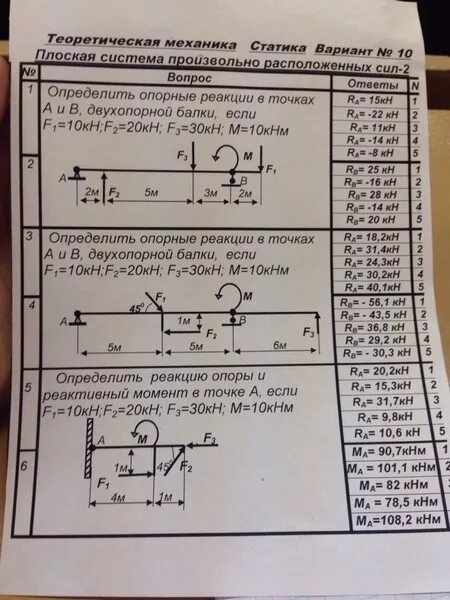 Теоретическая механика Статика Вариант № 10
Плоская система произвольно расположенных сил-2
№ Вопрос Ответы N
1
Определить опорные реакции в точках
А и В, двухопорной балки, если
F1=10кН; F2=20кН; F3=30кН; М=10кНм
RA= 15кН 1
RA= -22 кН 2
RA= 11кН 3
RA= -14 кН 4
RA= -8 кН 5
2
A F2 F3 M F1 B
2м 5м 3м 2м
RB= 25 кН 1
RB= -16 кН 2
RB= 28 кН 3
RB= -14 кН 4
RB= 20 кН 5
3
Определить опорные реакции в точках
А и В, двухопорной балки, если
F1=10кН; F2=20кН; F3=30кН; М=10кНм
RA= 18,2кН 1
RA= 31,4кН 2
RA= 24,3кН 3
RA= 30,2кН 4
RA= 40,1кН 5
4
A 45° F1 M B
1м F2 F3
5м 5м 6м
RB= - 56,1 кН 1
RB= - 43,5 кН 2
RB= 36,8 кН 3
RB= 29,2 кН 4
RB= - 30,3 кН 5
5
Определить реакцию опоры и
реактивный момент в точке А, если
F1=10кН; F2=20кН; F3=30кН; М=10кНм
RA= 20,2кН 1
RA= 15,3кН 2
RA= 31,7кН 3
RA= 9,8кН 4
RA= 10,6 кН 5
6
A M F3
1м 45° F2
F1
4м 1м
MA= 90,7кНм 1
MA= 101,1 кНм 2
MA= 82 кНм 3
MA= 78,5 кНм
MA=108,2 кНм